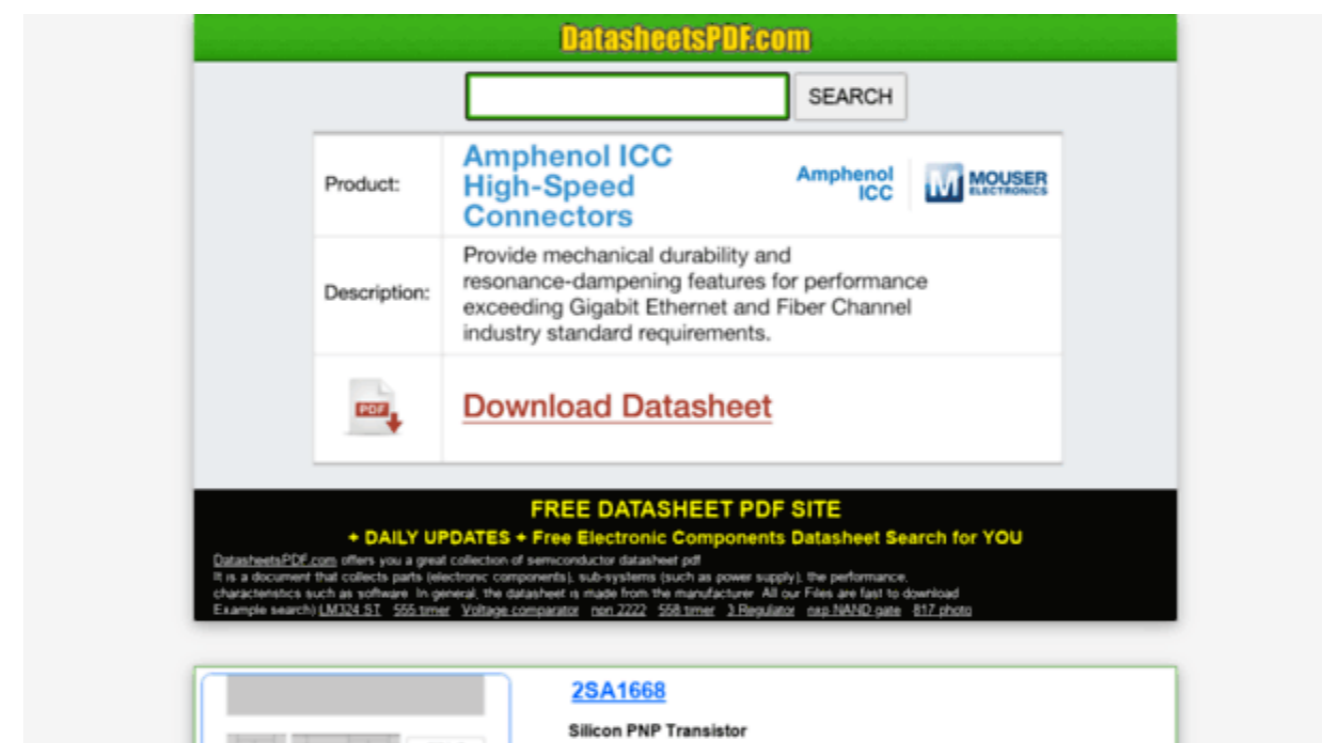 DatasheetsPDF.com
SEARCH
Product:
Amphenol ICC
High-Speed
Connectors
Amphenol
ICC
M MOUSER
ELECTRONICS
Description:
Provide mechanical durability and
resonance-dampening features for performance
exceeding Gigabit Ethernet and Fiber Channel
industry standard requirements.
PDF
Download Datasheet
FREE DATASHEET PDF SITE
+ DAILY UPDATES + Free Electronic Components Datasheet Search for YOU
DatasheetsPDF.com offers you a great collection of semiconductor datasheet pdf
It is a document that collects parts (electronic components), sub-systems (such as power supply), the performance,
characteristics such as software. In general, the datasheet is made from the manufacturer. All our Files are fast to download
Example search) LM324 ST 555 timer Voltage comparator npn 2222 558 timer 3 Regulator nxp NAND gate 817 photo
2SA1668
Silicon PNP Transistor